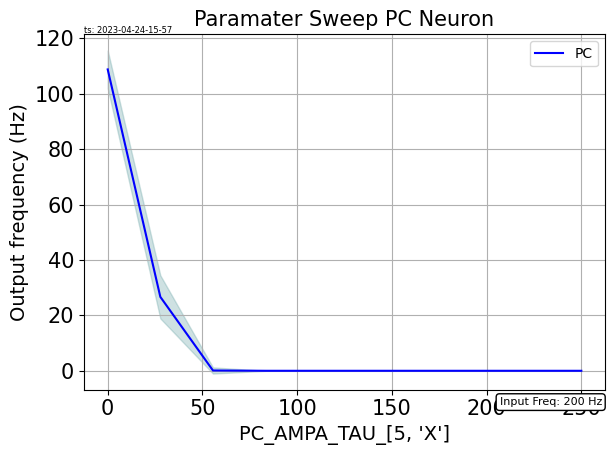 Paramater Sweep PC Neuron
ts: 2023-04-24-15-57
PC
120
100
80
60
40
20
0
Output frequency (Hz)
0 50 100 150 200 250
Input Freq: 200 Hz
PC_AMPA_TAU_[5, 'X']